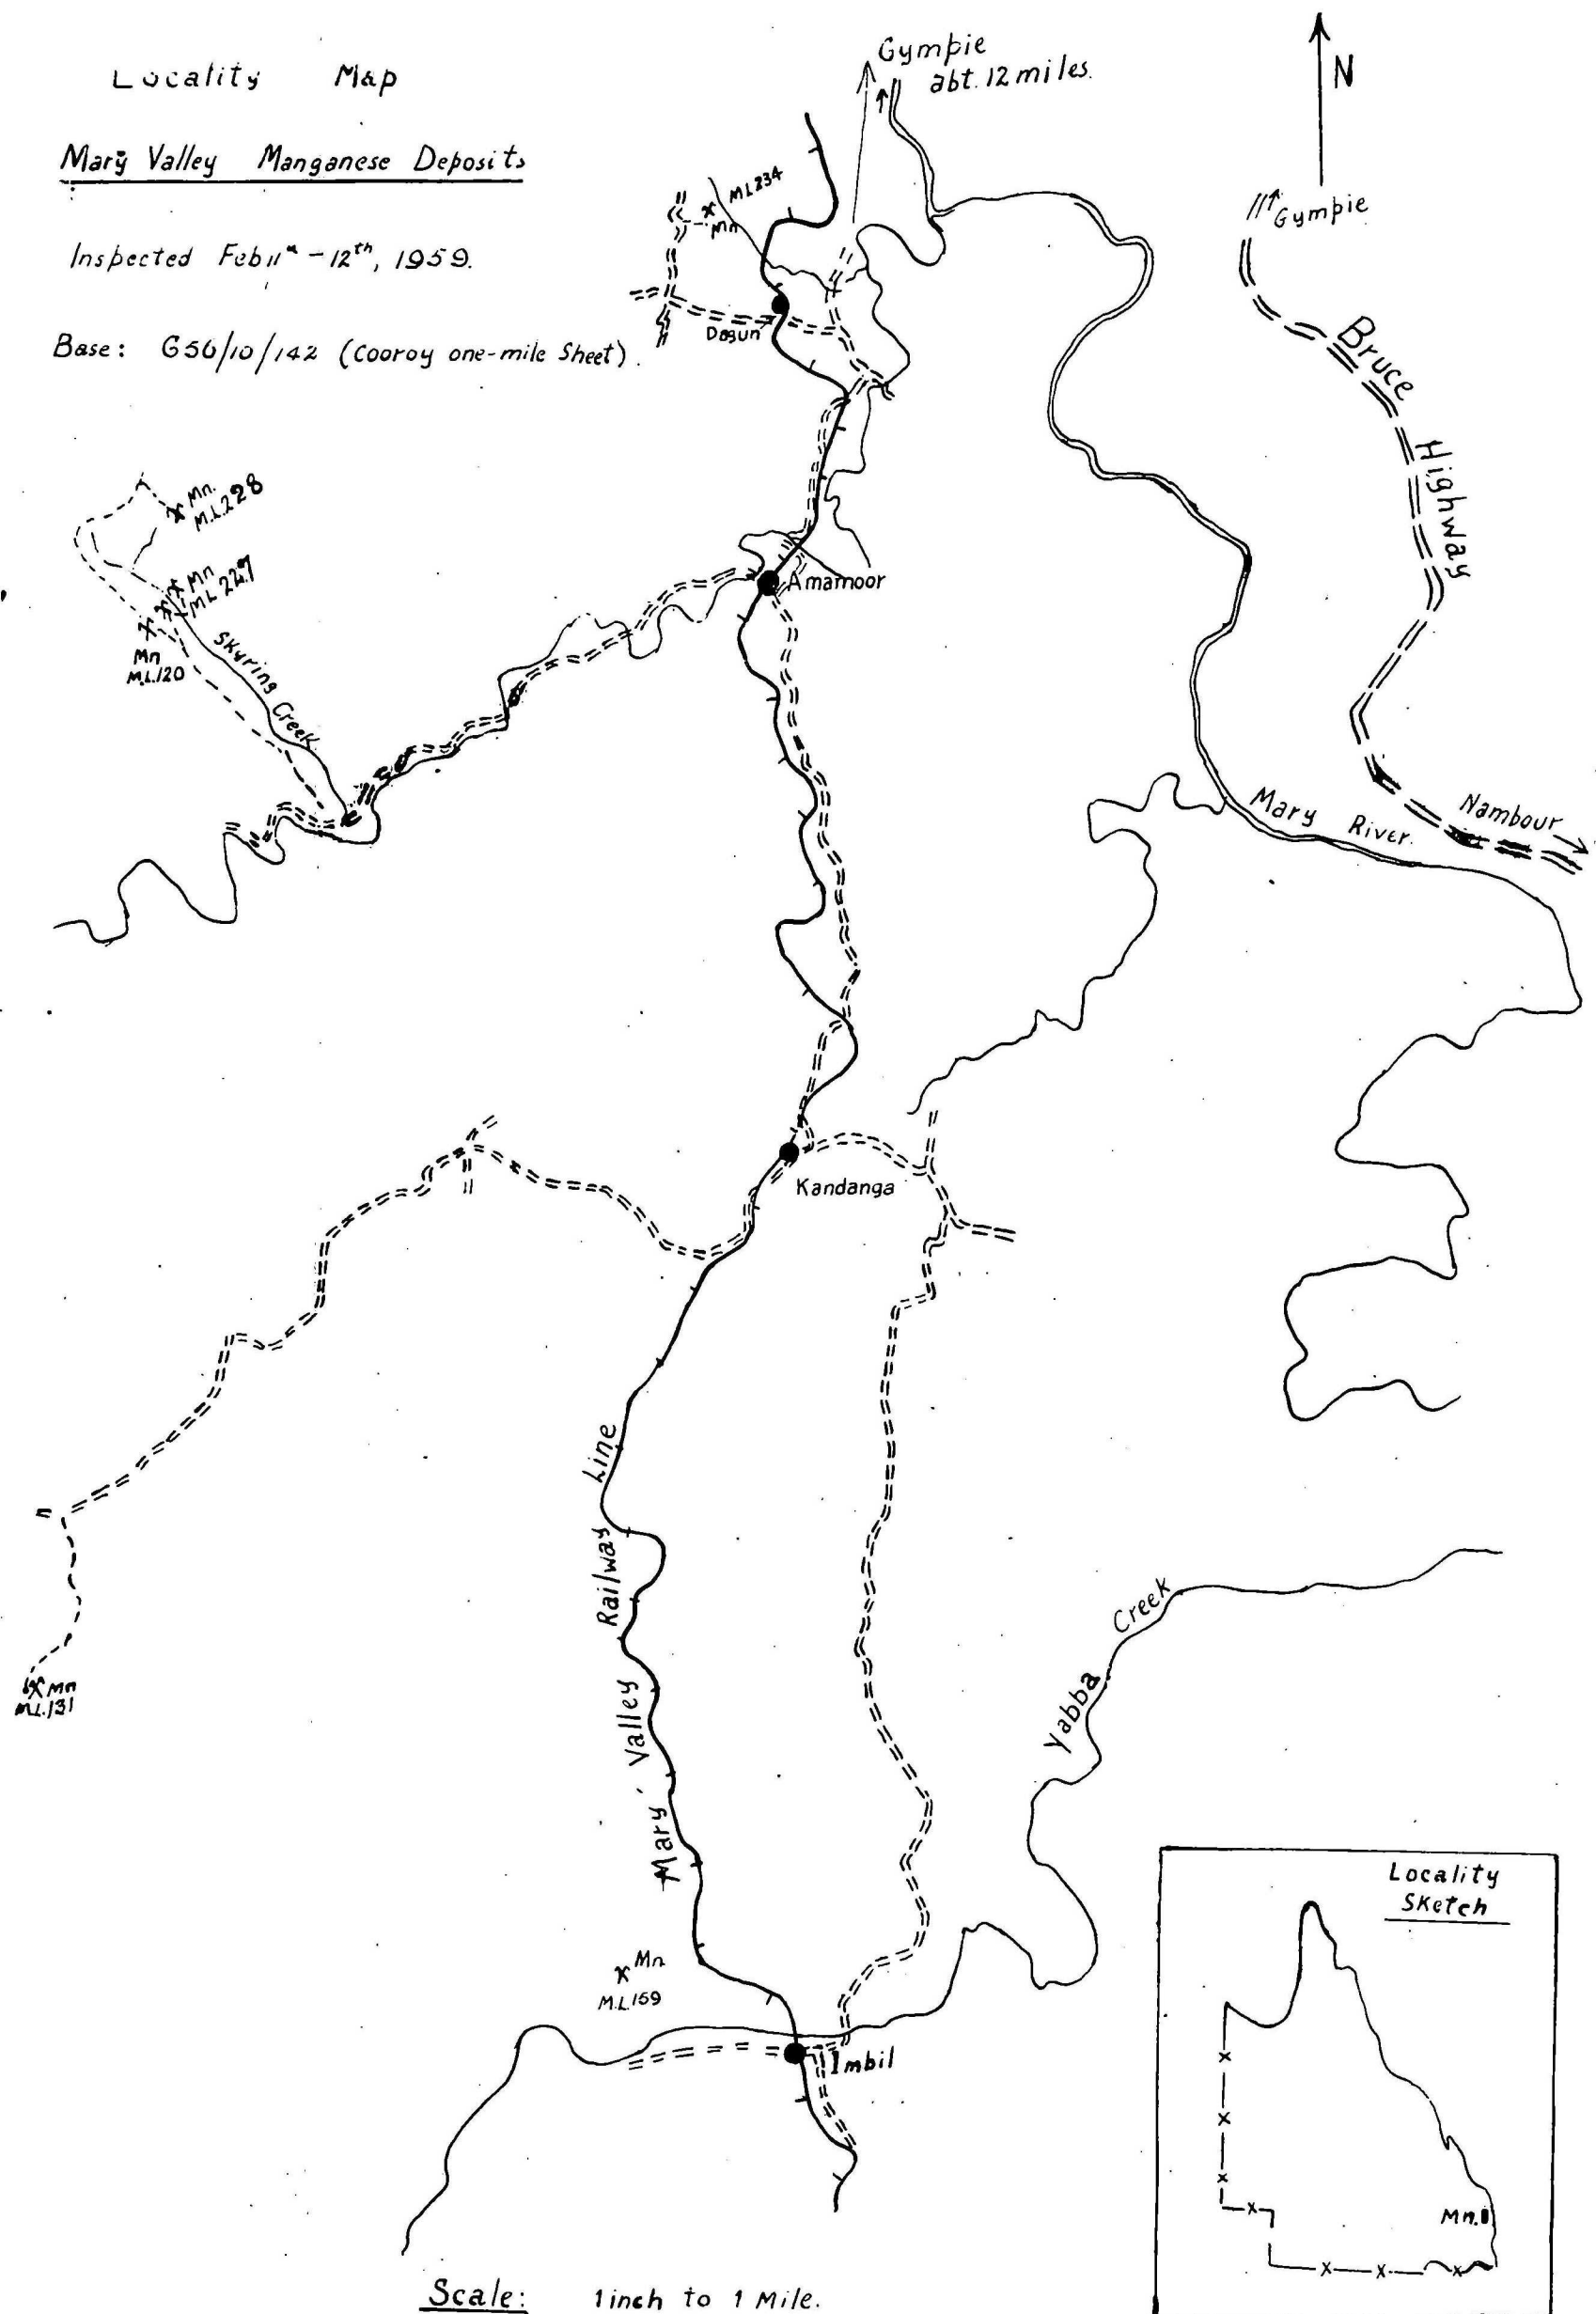 Locality Map
Mary Valley Manganese Deposits
Inspected Feb 11th - 12th, 1959.
Base: G56/10/142 (Cooroy one-mile Sheet).
Gympie
abt. 12 miles.
N
Gympie
Bruce
Highway
Nambour
Mary River.
M.L.234
Mn
Dagun
Mn.
M.L.228
Mn
M.L.227
Mn
M.L.120
Skyring
Creek
Amamoor
Kandanga
Mary Valley Railway Line
Mn
M.L.131
Yabba Creek
Mn
M.L.159
Imbil
Scale: 1 inch to 1 Mile.
Locality
Sketch
Mn.